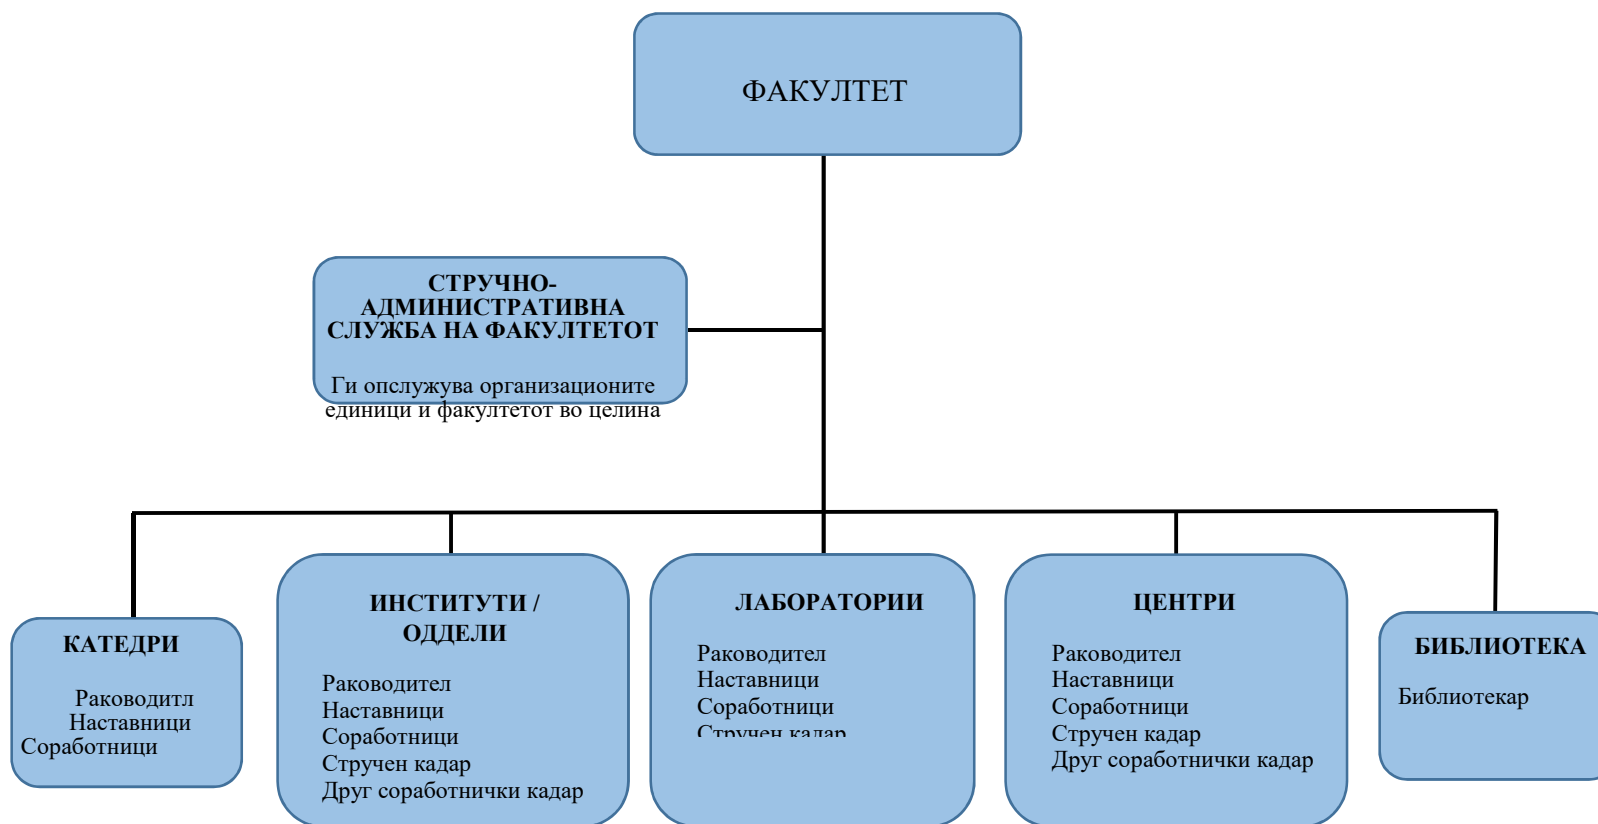 ФАКУЛТЕТ
СТРУЧНО-
АДМИНИСТРАТИВНА
СЛУЖБА НА ФАКУЛТЕТОТ
Ги опслужува организационите
единици и факултетот во целина
КАТЕДРИ
Раководитл
Наставници
Соработници
ИНСТИТУТИ /
ОДДЕЛИ
Раководител
Наставници
Соработници
Стручен кадар
Друг соработнички кадар
ЛАБОРАТОРИИ
Раководител
Наставници
Соработници
Стручен кадар
ЦЕНТРИ
Раководител
Наставници
Соработници
Стручен кадар
Друг соработнички кадар
БИБЛИОТЕКА
Библиотекар